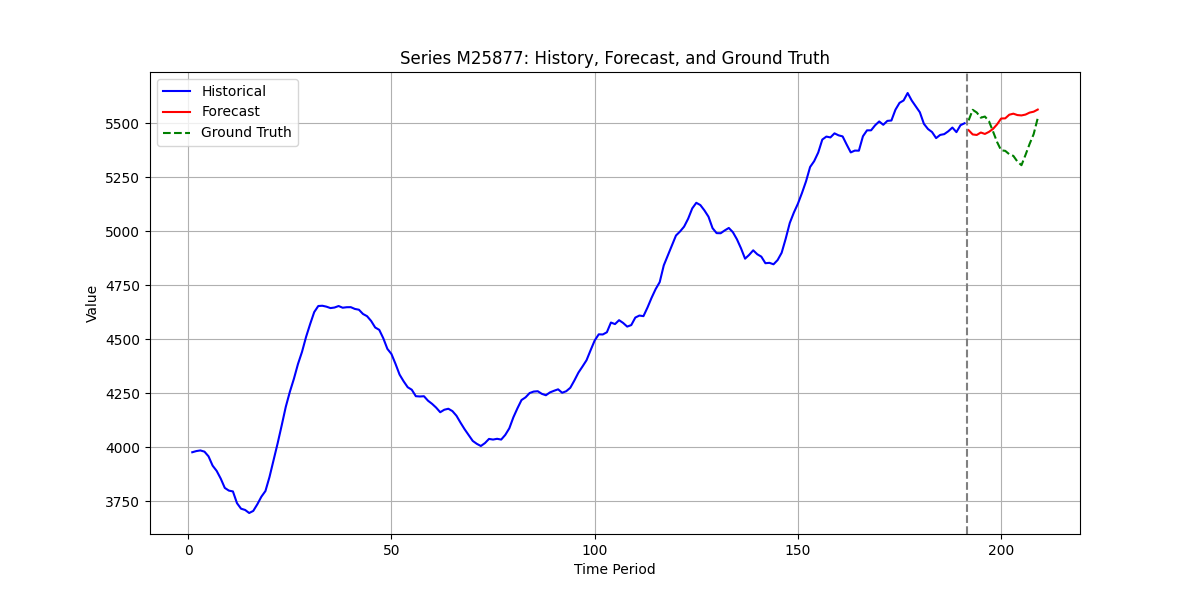 Series M25877: History, Forecast, and Ground Truth
Historical
Forecast
Ground Truth
5500
5250
5000
4750
4500
4250
4000
3750
Value
0 50 100 150 200
Time Period